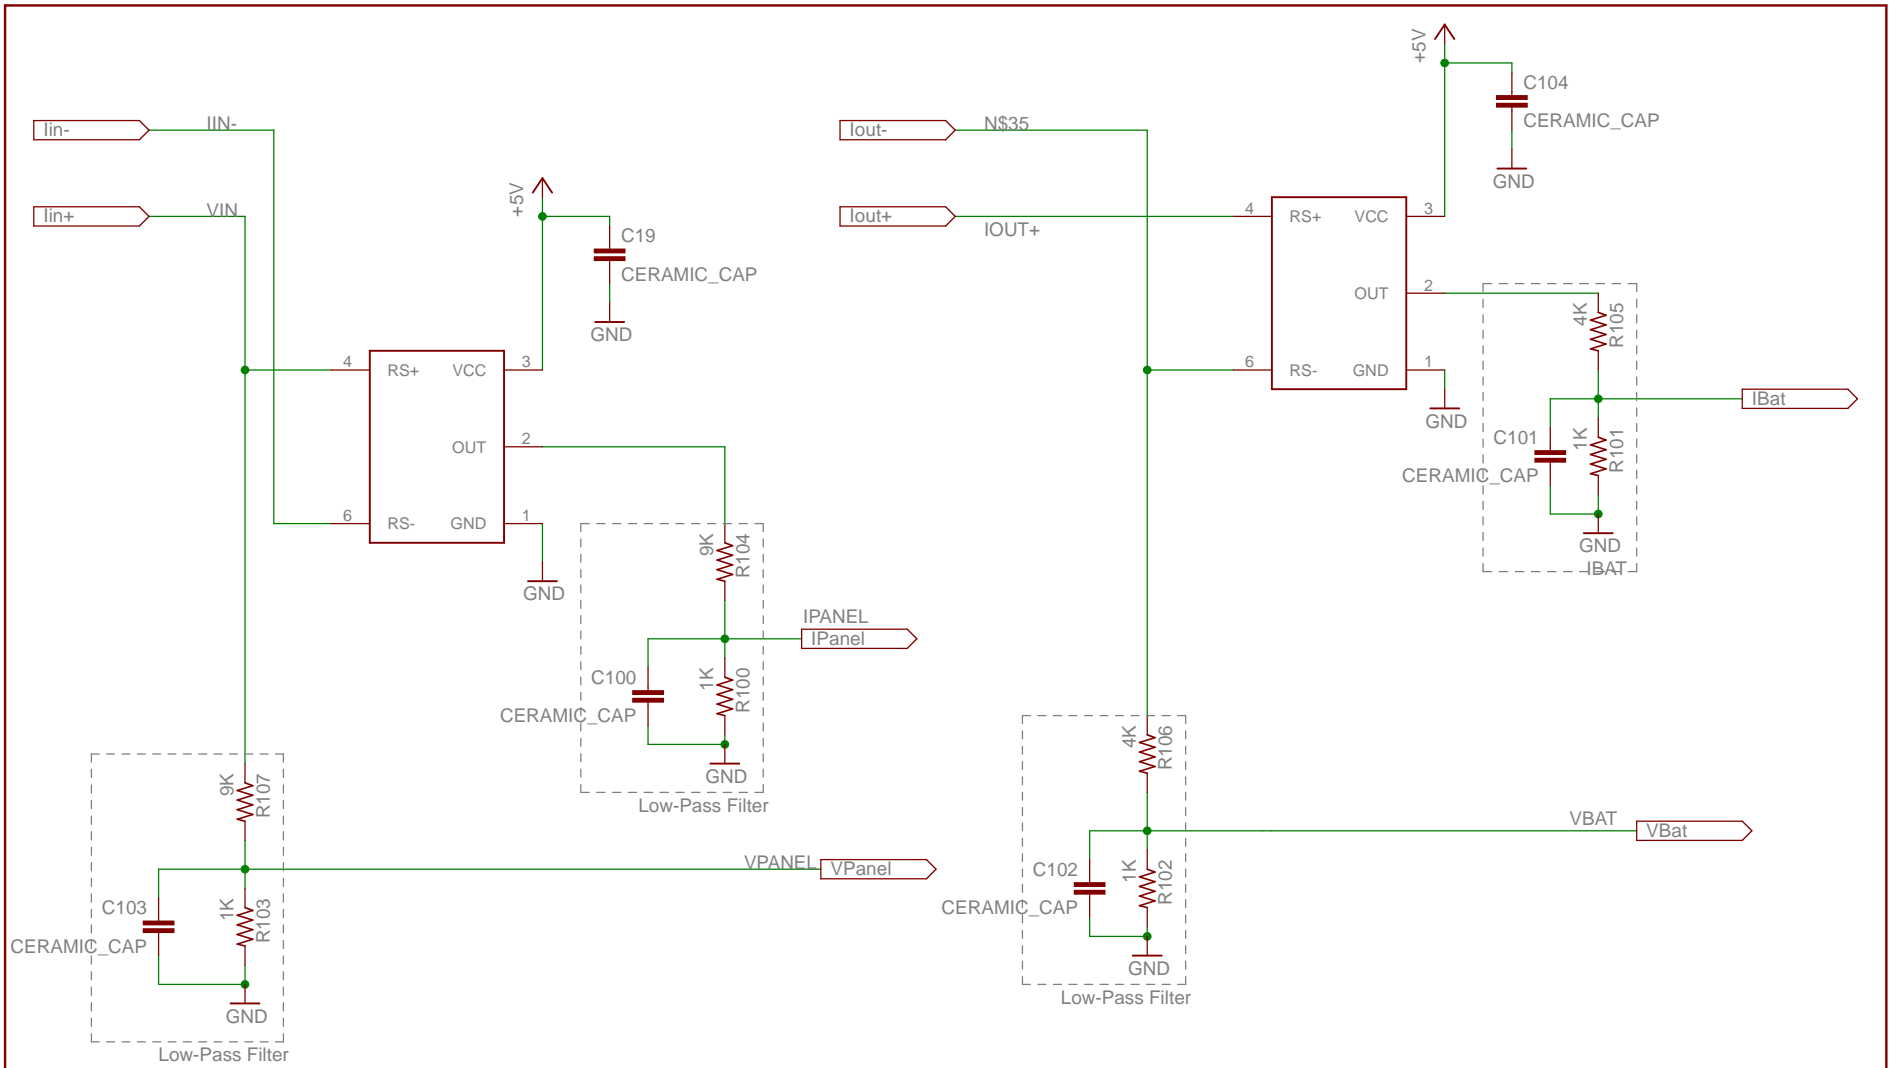 Iin-
IIN-
Iin+
VIN
+5V
C19
CERAMIC_CAP
GND
4
RS+
VCC
3
OUT
2
6
RS-
GND
1
GND
9K
R104
IPANEL
IPanel
C100
CERAMIC_CAP
1K
R100
GND
Low-Pass Filter
9K
R107
VPANEL
VPanel
C103
CERAMIC_CAP
1K
R103
GND
Low-Pass Filter
Iout-
N$35
Iout+
IOUT+
+5V
C104
CERAMIC_CAP
GND
4
RS+
VCC
3
OUT
2
6
RS-
GND
1
GND
4K
R105
IBat
C101
CERAMIC_CAP
1K
R101
GND
IBAT
4K
R106
VBAT
VBat
C102
CERAMIC_CAP
1K
R102
GND
Low-Pass Filter